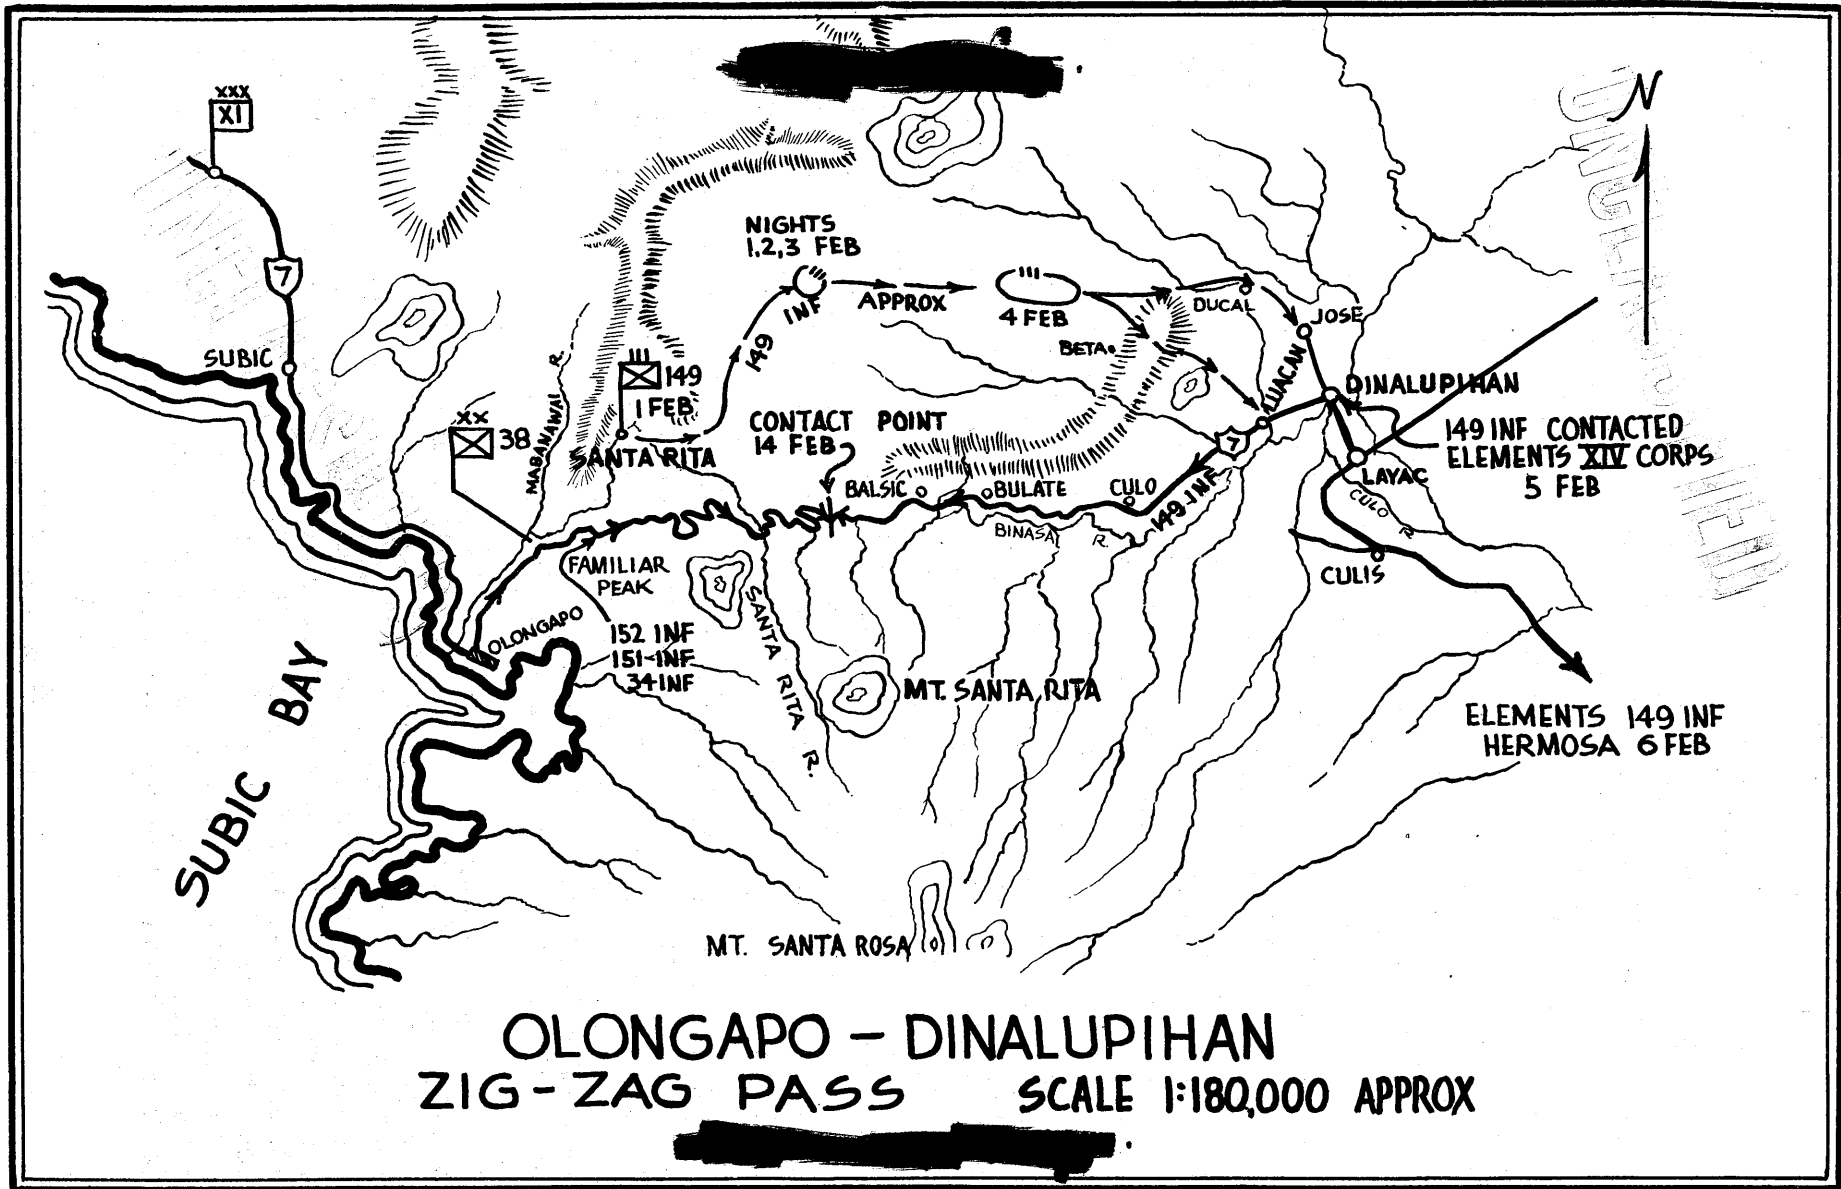 XXX
XI
N
NIGHTS
1,2,3 FEB
7
149 INF
APPROX
4 FEB
DUCAL
JOSE
SUBIC
BETA
MABANAWAL R.
149
1 FEB
LUACAN
DINALUPIHAN
XX
38
CONTACT POINT
14 FEB
7
149 INF CONTACTED
ELEMENTS XIV CORPS
5 FEB
SANTA RITA
LAYAC
BALSIC
BULATE
CULO
149 INF
CULO R.
BINASAL R.
FAMILIAR
PEAK
CULIS
OLONGAPO
152 INF
151 INF
34 INF
SANTA RITA R.
MT. SANTA RITA
SUBIC BAY
ELEMENTS 149 INF
HERMOSA 6 FEB
MT. SANTA ROSA
OLONGAPO – DINALUPIHAN
ZIG-ZAG PASS SCALE 1:180,000 APPROX